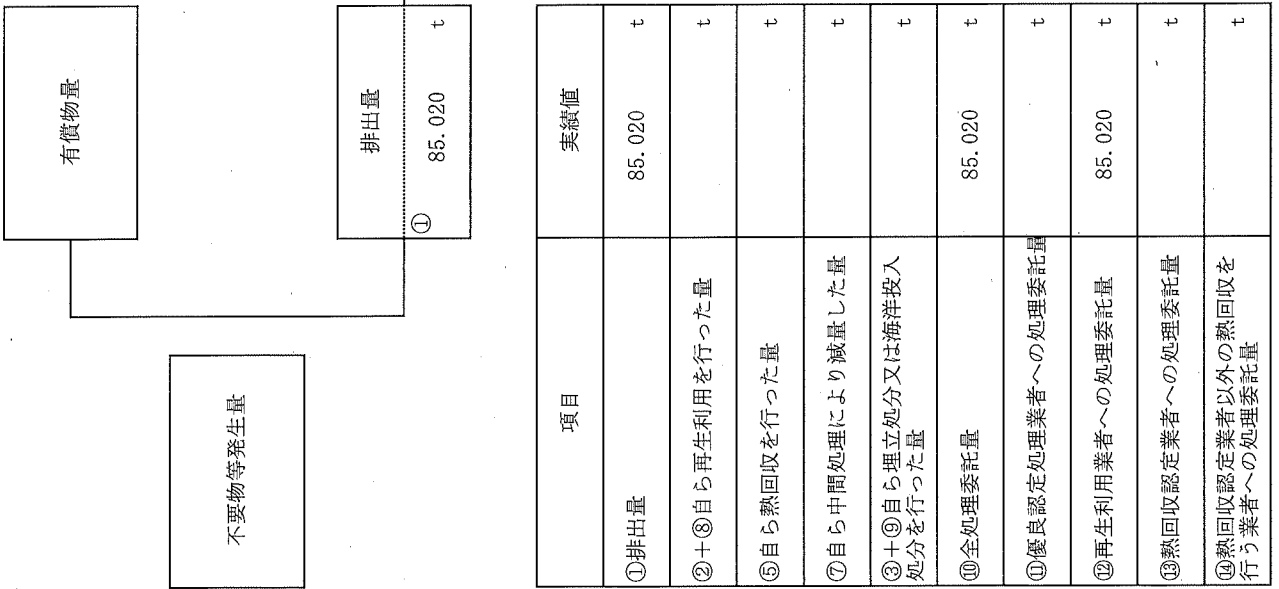 有償物量
不要物等発生量
排出量
① 85.020 t
項目 実績値
①排出量 85.020 t
②+⑧自ら再生利用を行った量 t
⑤自ら熱回収を行った量 t
⑦自ら中間処理により減量した量 t
③+⑨自ら埋立処分又は海洋投入
処分を行った量 t
⑩全処理委託量 85.020 t
⑪優良認定処理業者への処理委託量 t
⑫再生利用業者への処理委託量 85.020 t
⑬熱回収認定業者への処理委託量 t
⑭熱回収認定業者以外の熱回収を
行う業者への処理委託量 t